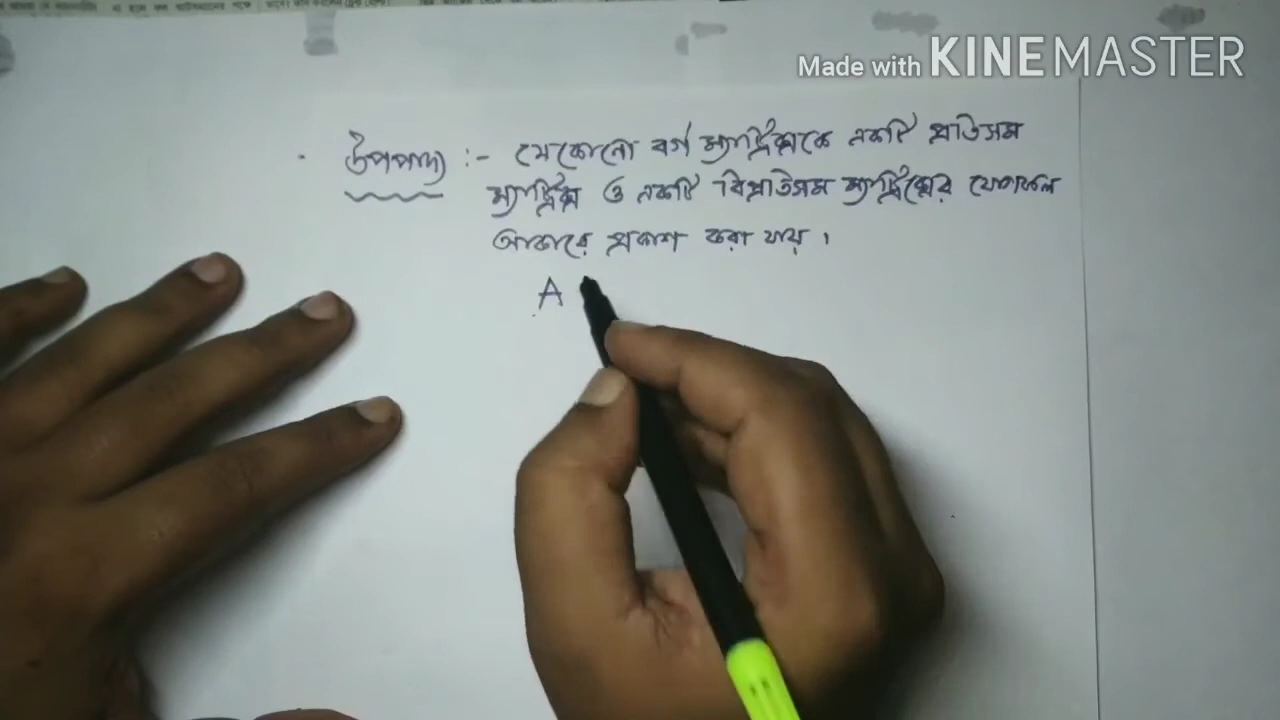 Made with KINEMASTER
উপপাদ্য :- যেকোনো বর্গ ম্যাট্রিক্সকে একটি প্রতিসম
ম্যাট্রিক্স ও একটি বিপ্রতিসম ম্যাট্রিক্সের যোগফল
আকারে প্রকাশ করা যায় ।
A